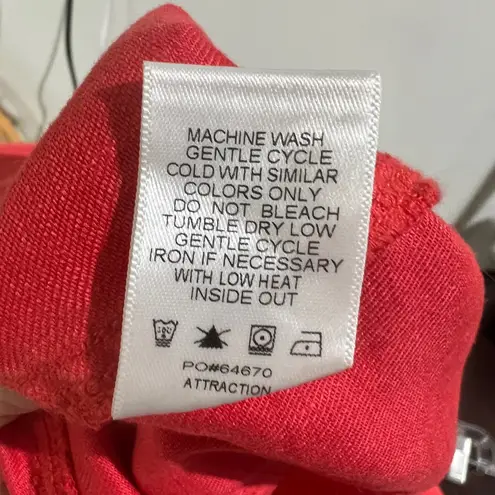 MACHINE WASH
GENTLE CYCLE
COLD WITH SIMILAR
COLORS ONLY
DO NOT BLEACH
TUMBLE DRY LOW
GENTLE CYCLE
IRON IF NECESSARY
WITH LOW HEAT
INSIDE OUT
PO#64670
ATTRACTION